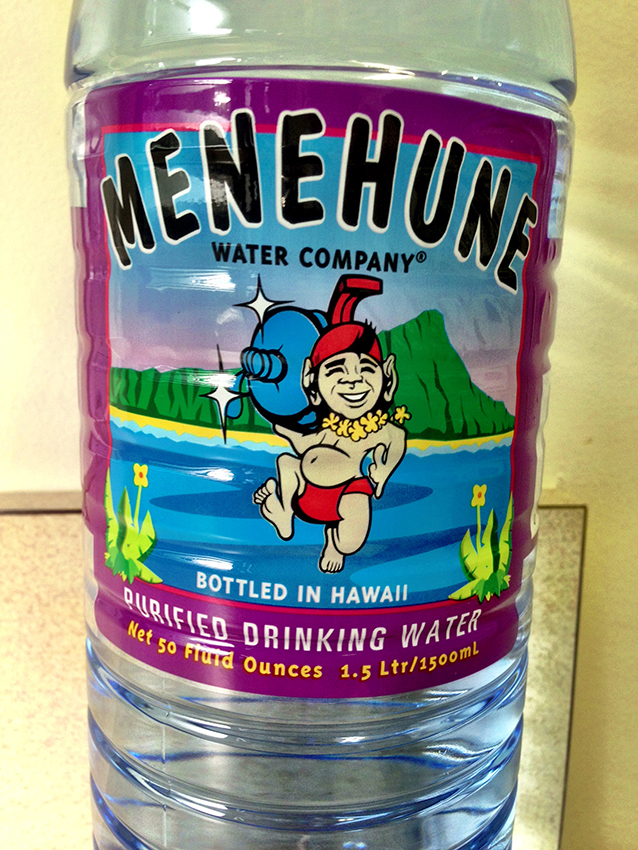 MENEHUNE
WATER COMPANY®
BOTTLED IN HAWAII
PURIFIED DRINKING WATER
Net 50 Fluid Ounces 1.5 Ltr/1500mL